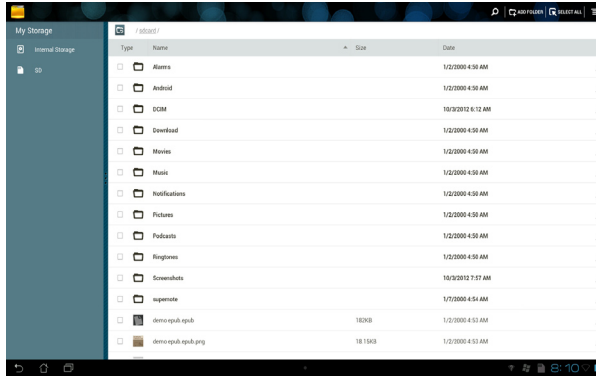 ADD FOLDER SELECT ALL
My Storage
/ sdcard /
Internal Storage
SD
Type Name Size Date
Alarms 1/2/2000 4:50 AM
Android 1/2/2000 4:50 AM
DCIM 10/3/2012 6:12 AM
Download 1/2/2000 4:50 AM
Movies 1/2/2000 4:50 AM
Music 1/2/2000 4:50 AM
Notifications 1/2/2000 4:50 AM
Pictures 1/2/2000 4:50 AM
Podcasts 1/2/2000 4:50 AM
Ringtones 1/2/2000 4:50 AM
Screenshots 10/3/2012 7:57 AM
supernote 1/7/2000 4:54 AM
demo epub.epub 182KB 1/2/2000 4:53 AM
demo epub.epub.png 18.15KB 1/2/2000 4:53 AM
8:10